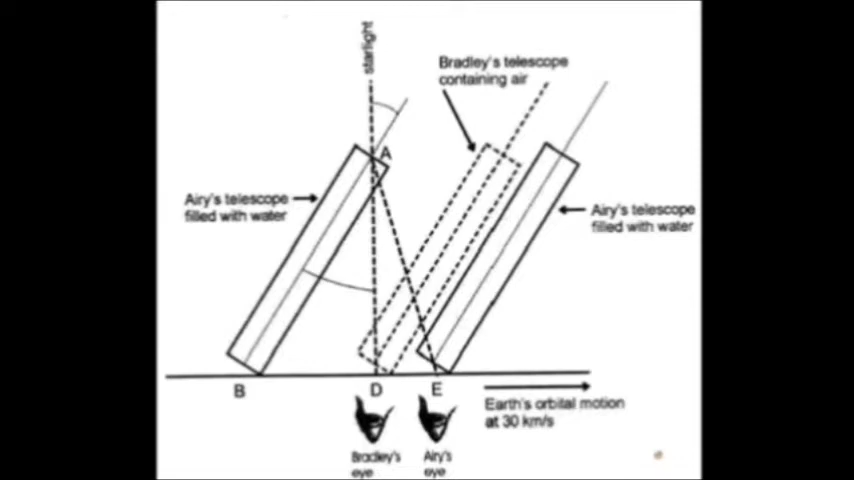 starlight
Bradley's telescope
containing air
A
Airy's telescope
filled with water
Airy's telescope
filled with water
B
D
E
Earth's orbital motion
at 30 km/s
Bradley's
eye
Airy's
eye